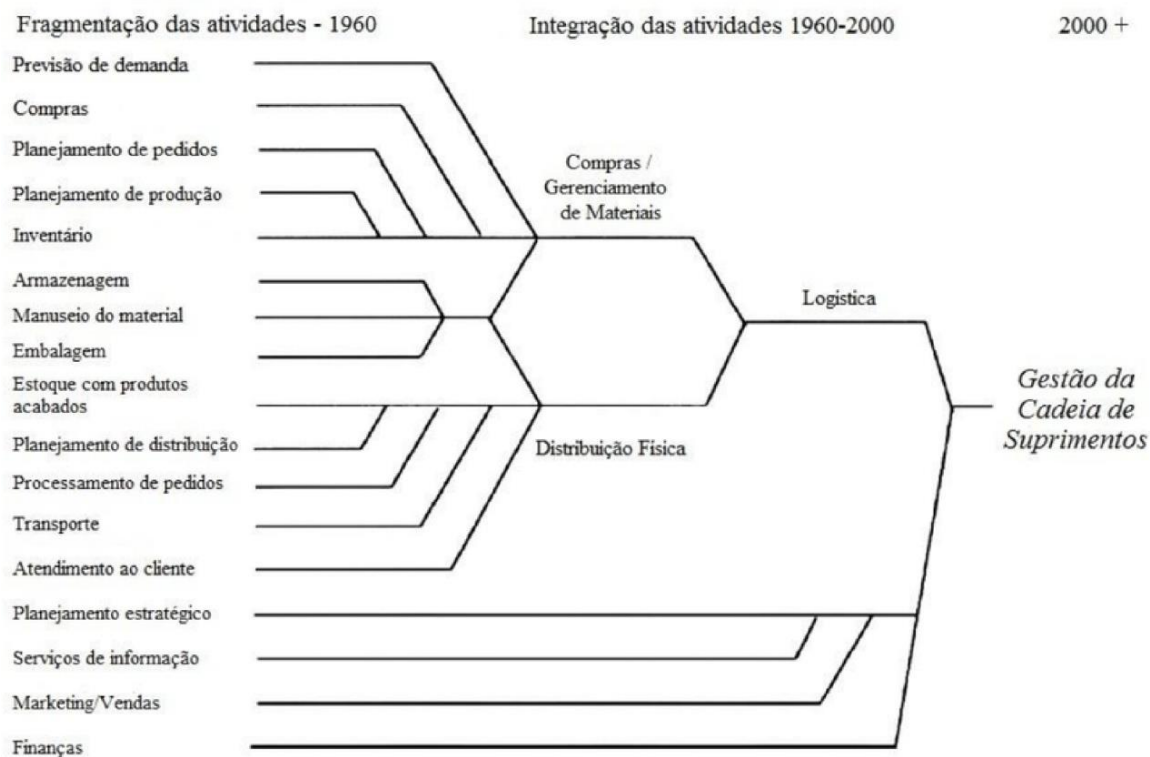 Fragmentação das atividades - 1960
Integração das atividades 1960-2000
2000 +
Previsão de demanda
Compras
Planejamento de pedidos
Planejamento de produção
Inventário
Armazenagem
Manuseio do material
Embalagem
Estoque com produtos
acabados
Planejamento de distribuição
Processamento de pedidos
Transporte
Atendimento ao cliente
Planejamento estratégico
Serviços de informação
Marketing/Vendas
Finanças
Compras /
Gerenciamento
de Materiais
Distribuição Física
Logistica
Gestão da
Cadeia de
Suprimentos